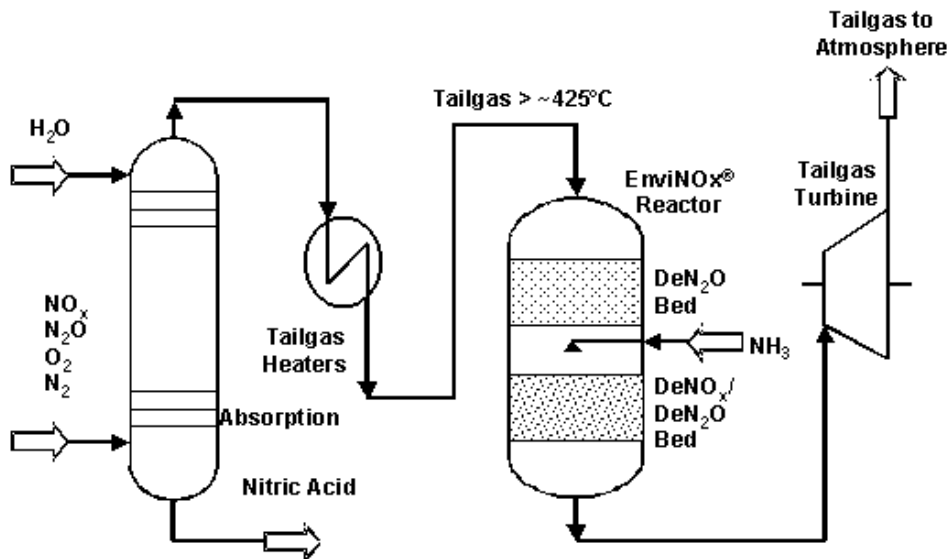 Tailgas to
Atmosphere
Tailgas > ~425°C
H₂O
EnviNOx®
Reactor
Tailgas
Turbine
DeN₂O
Bed
NOₓ
N₂O
O₂
N₂
Tailgas
Heaters
NH₃
DeNOₓ/
DeN₂O
Bed
Absorption
Nitric Acid